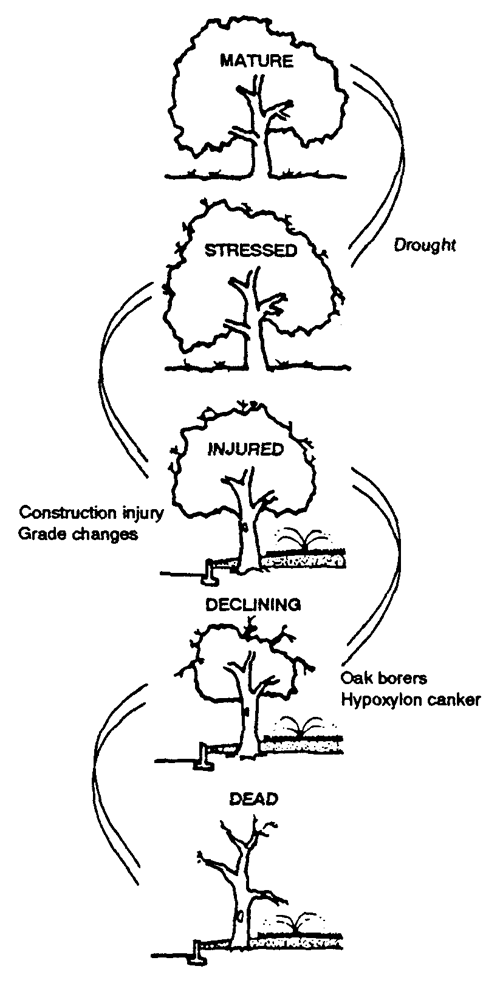 MATURE
Drought
STRESSED
INJURED
Construction injury
Grade changes
DECLINING
Oak borers
Hypoxylon canker
DEAD